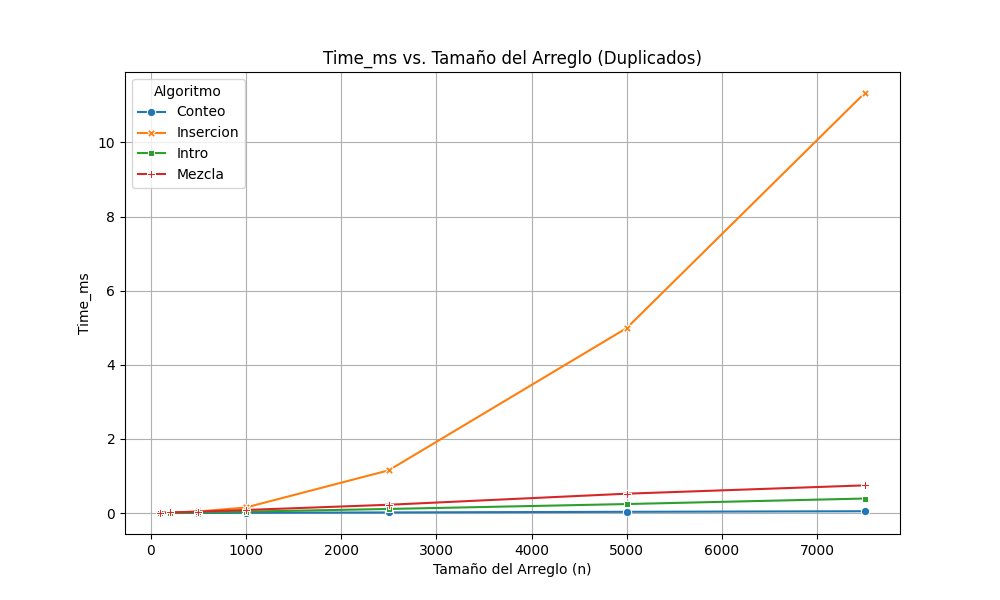 Time_ms vs. Tamaño del Arreglo (Duplicados)
Algoritmo
Conteo
Insercion
Intro
Mezcla
Time_ms
10
8
6
4
2
0
0 1000 2000 3000 4000 5000 6000 7000
Tamaño del Arreglo (n)